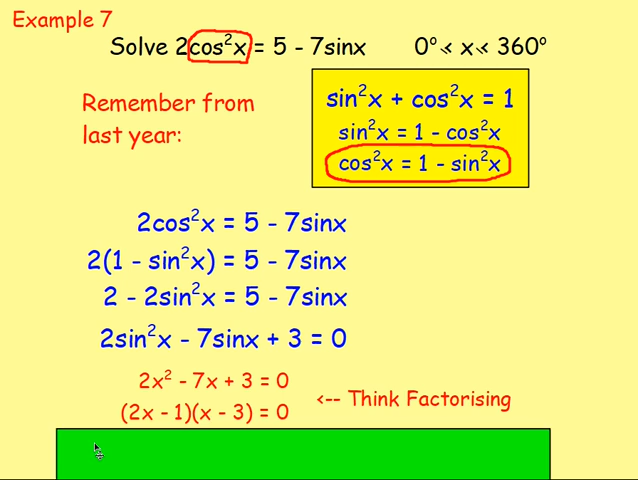 Example 7
Solve 2cos²x = 5 - 7sinx 0° < x < 360°
Remember from
last year:
sin²x + cos²x = 1
sin²x = 1 - cos²x
cos²x = 1 - sin²x
2cos²x = 5 - 7sinx
2(1 - sin²x) = 5 - 7sinx
2 - 2sin²x = 5 - 7sinx
2sin²x - 7sinx + 3 = 0
2x² - 7x + 3 = 0
(2x - 1)(x - 3) = 0
<-- Think Factorising